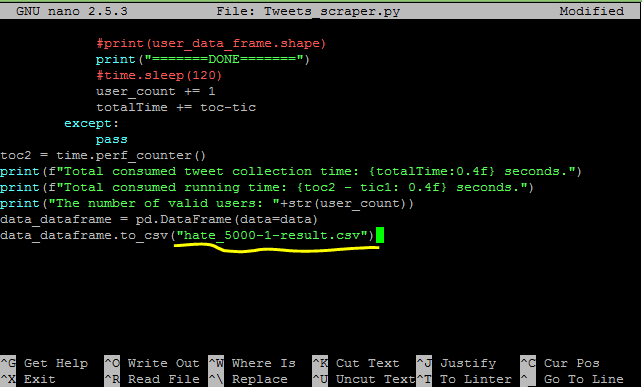 GNU nano 2.5.3 File: Tweets_scraper.py Modified
#print(user_data_frame.shape)
print("=======DONE=======")
#time.sleep(120)
user_count += 1
totalTime += toc-tic
except:
pass
toc2 = time.perf_counter()
print(f"Total consumed tweet collection time: {totalTime:0.4f} seconds.")
print(f"Total consumed running time: {toc2 - tic1: 0.4f} seconds.")
print("The number of valid users: "+str(user_count))
data_dataframe = pd.DataFrame(data=data)
data_dataframe.to_csv("hate_5000-1-result.csv")
^G Get Help ^O Write Out ^W Where Is ^K Cut Text ^J Justify ^C Cur Pos
^X Exit ^R Read File ^\ Replace ^U Uncut Text ^T To Linter ^_ Go To Line